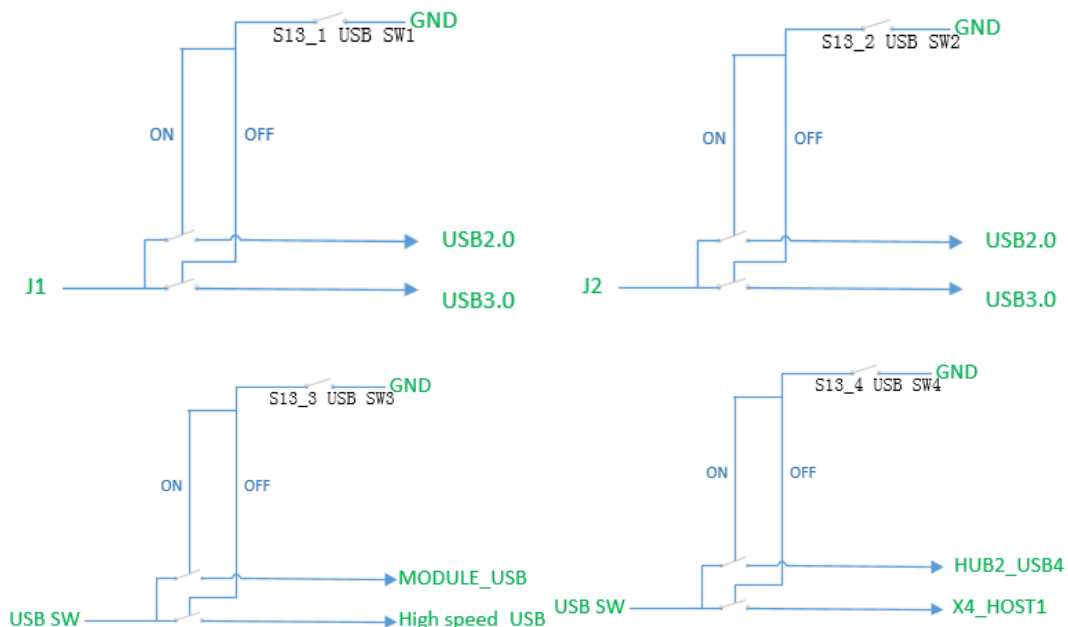 GND
S13_1 USB SW1
ON
OFF
USB2.0
J1
USB3.0
GND
S13_2 USB SW2
ON
OFF
USB2.0
J2
USB3.0
GND
S13_3 USB SW3
ON
OFF
MODULE_USB
USB SW
High speed_USB
GND
S13_4 USB SW4
ON
OFF
HUB2_USB4
USB SW
X4_HOST1